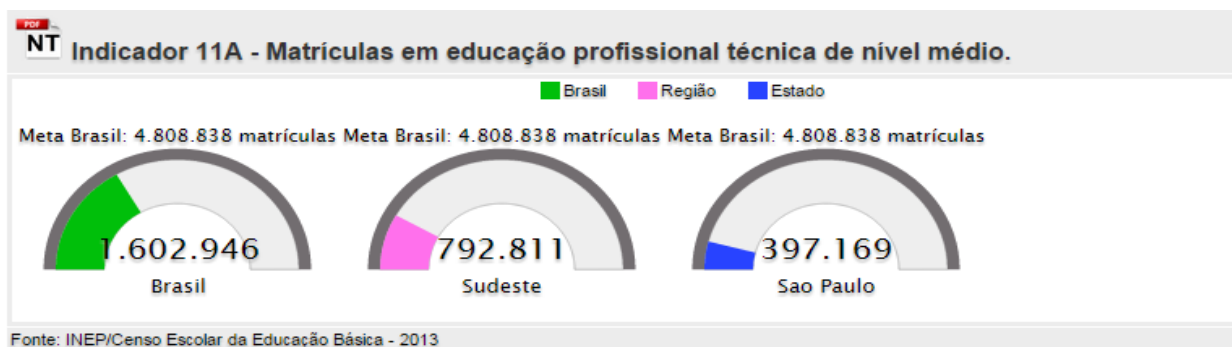 PDF
NT
Indicador 11A - Matrículas em educação profissional técnica de nível médio.
Brasil Região Estado
Meta Brasil: 4.808.838 matrículas Meta Brasil: 4.808.838 matrículas Meta Brasil: 4.808.838 matrículas
1.602.946 792.811 397.169
Brasil Sudeste Sao Paulo
Fonte: INEP/Censo Escolar da Educação Básica - 2013